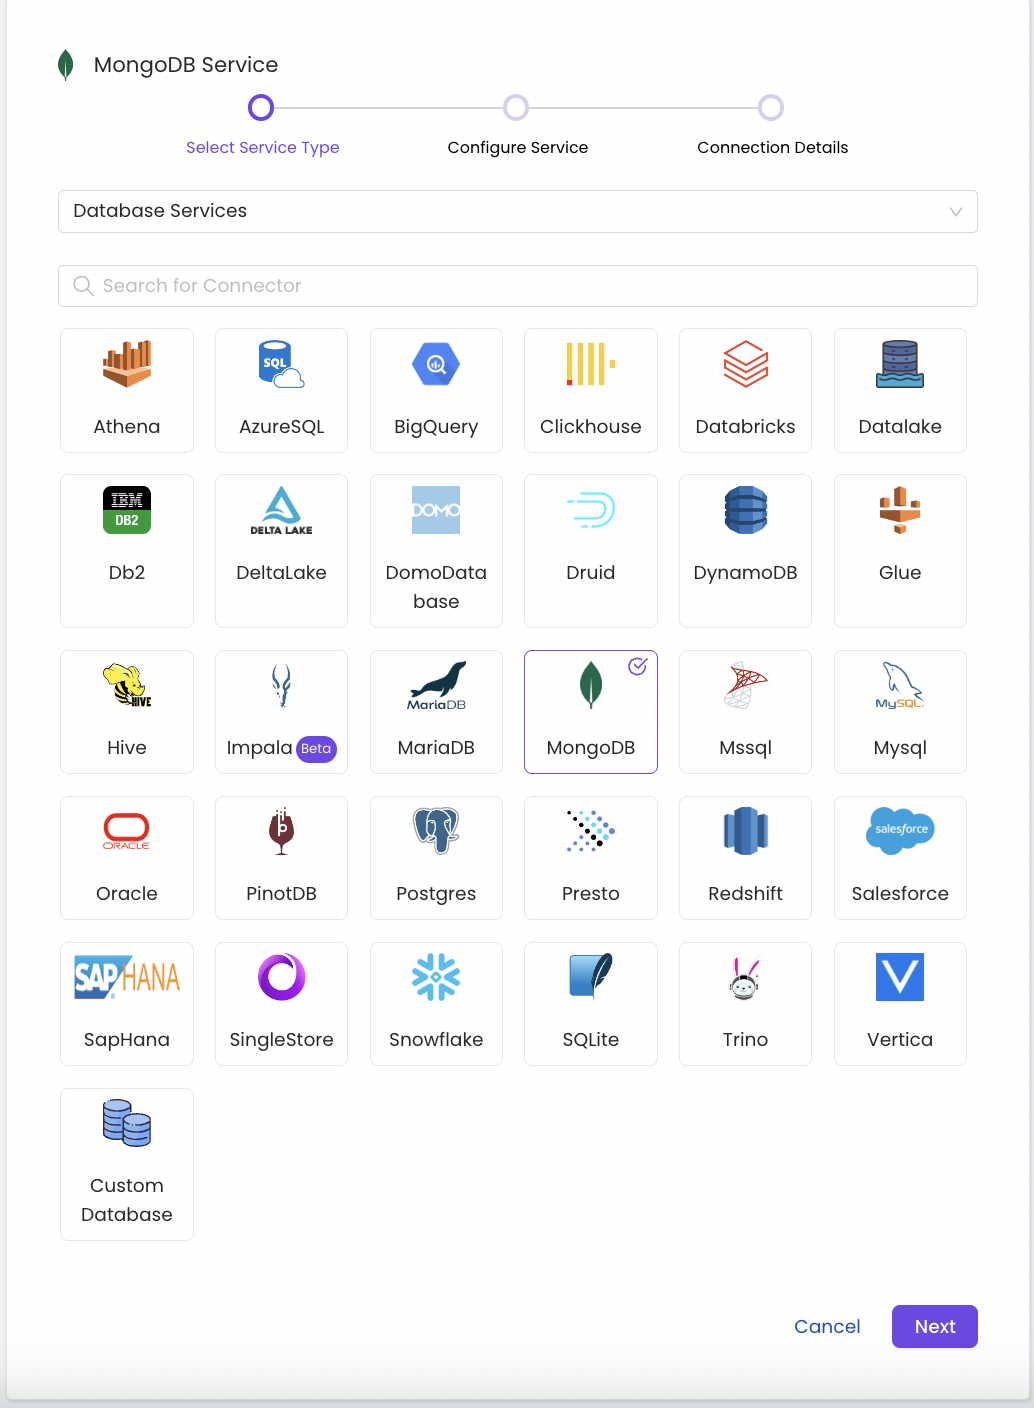 MongoDB Service
Select Service Type
Configure Service
Connection Details
Database Services
Search for Connector
SQL
Athena
AzureSQL
BigQuery
Clickhouse
Databricks
Datalake
IBM
DB2
DELTA LAKE
DOMO
Db2
DeltaLake
DomoData
base
Druid
DynamoDB
Glue
HIVE
MariaDB
MySQL
Hive
Impala Beta
MariaDB
MongoDB
Mssql
Mysql
ORACLE
p
salesforce
Oracle
PinotDB
Postgres
Presto
Redshift
Salesforce
SAP HANA
SapHana
SingleStore
Snowflake
SQLite
Trino
Vertica
Custom
Database
Cancel
Next